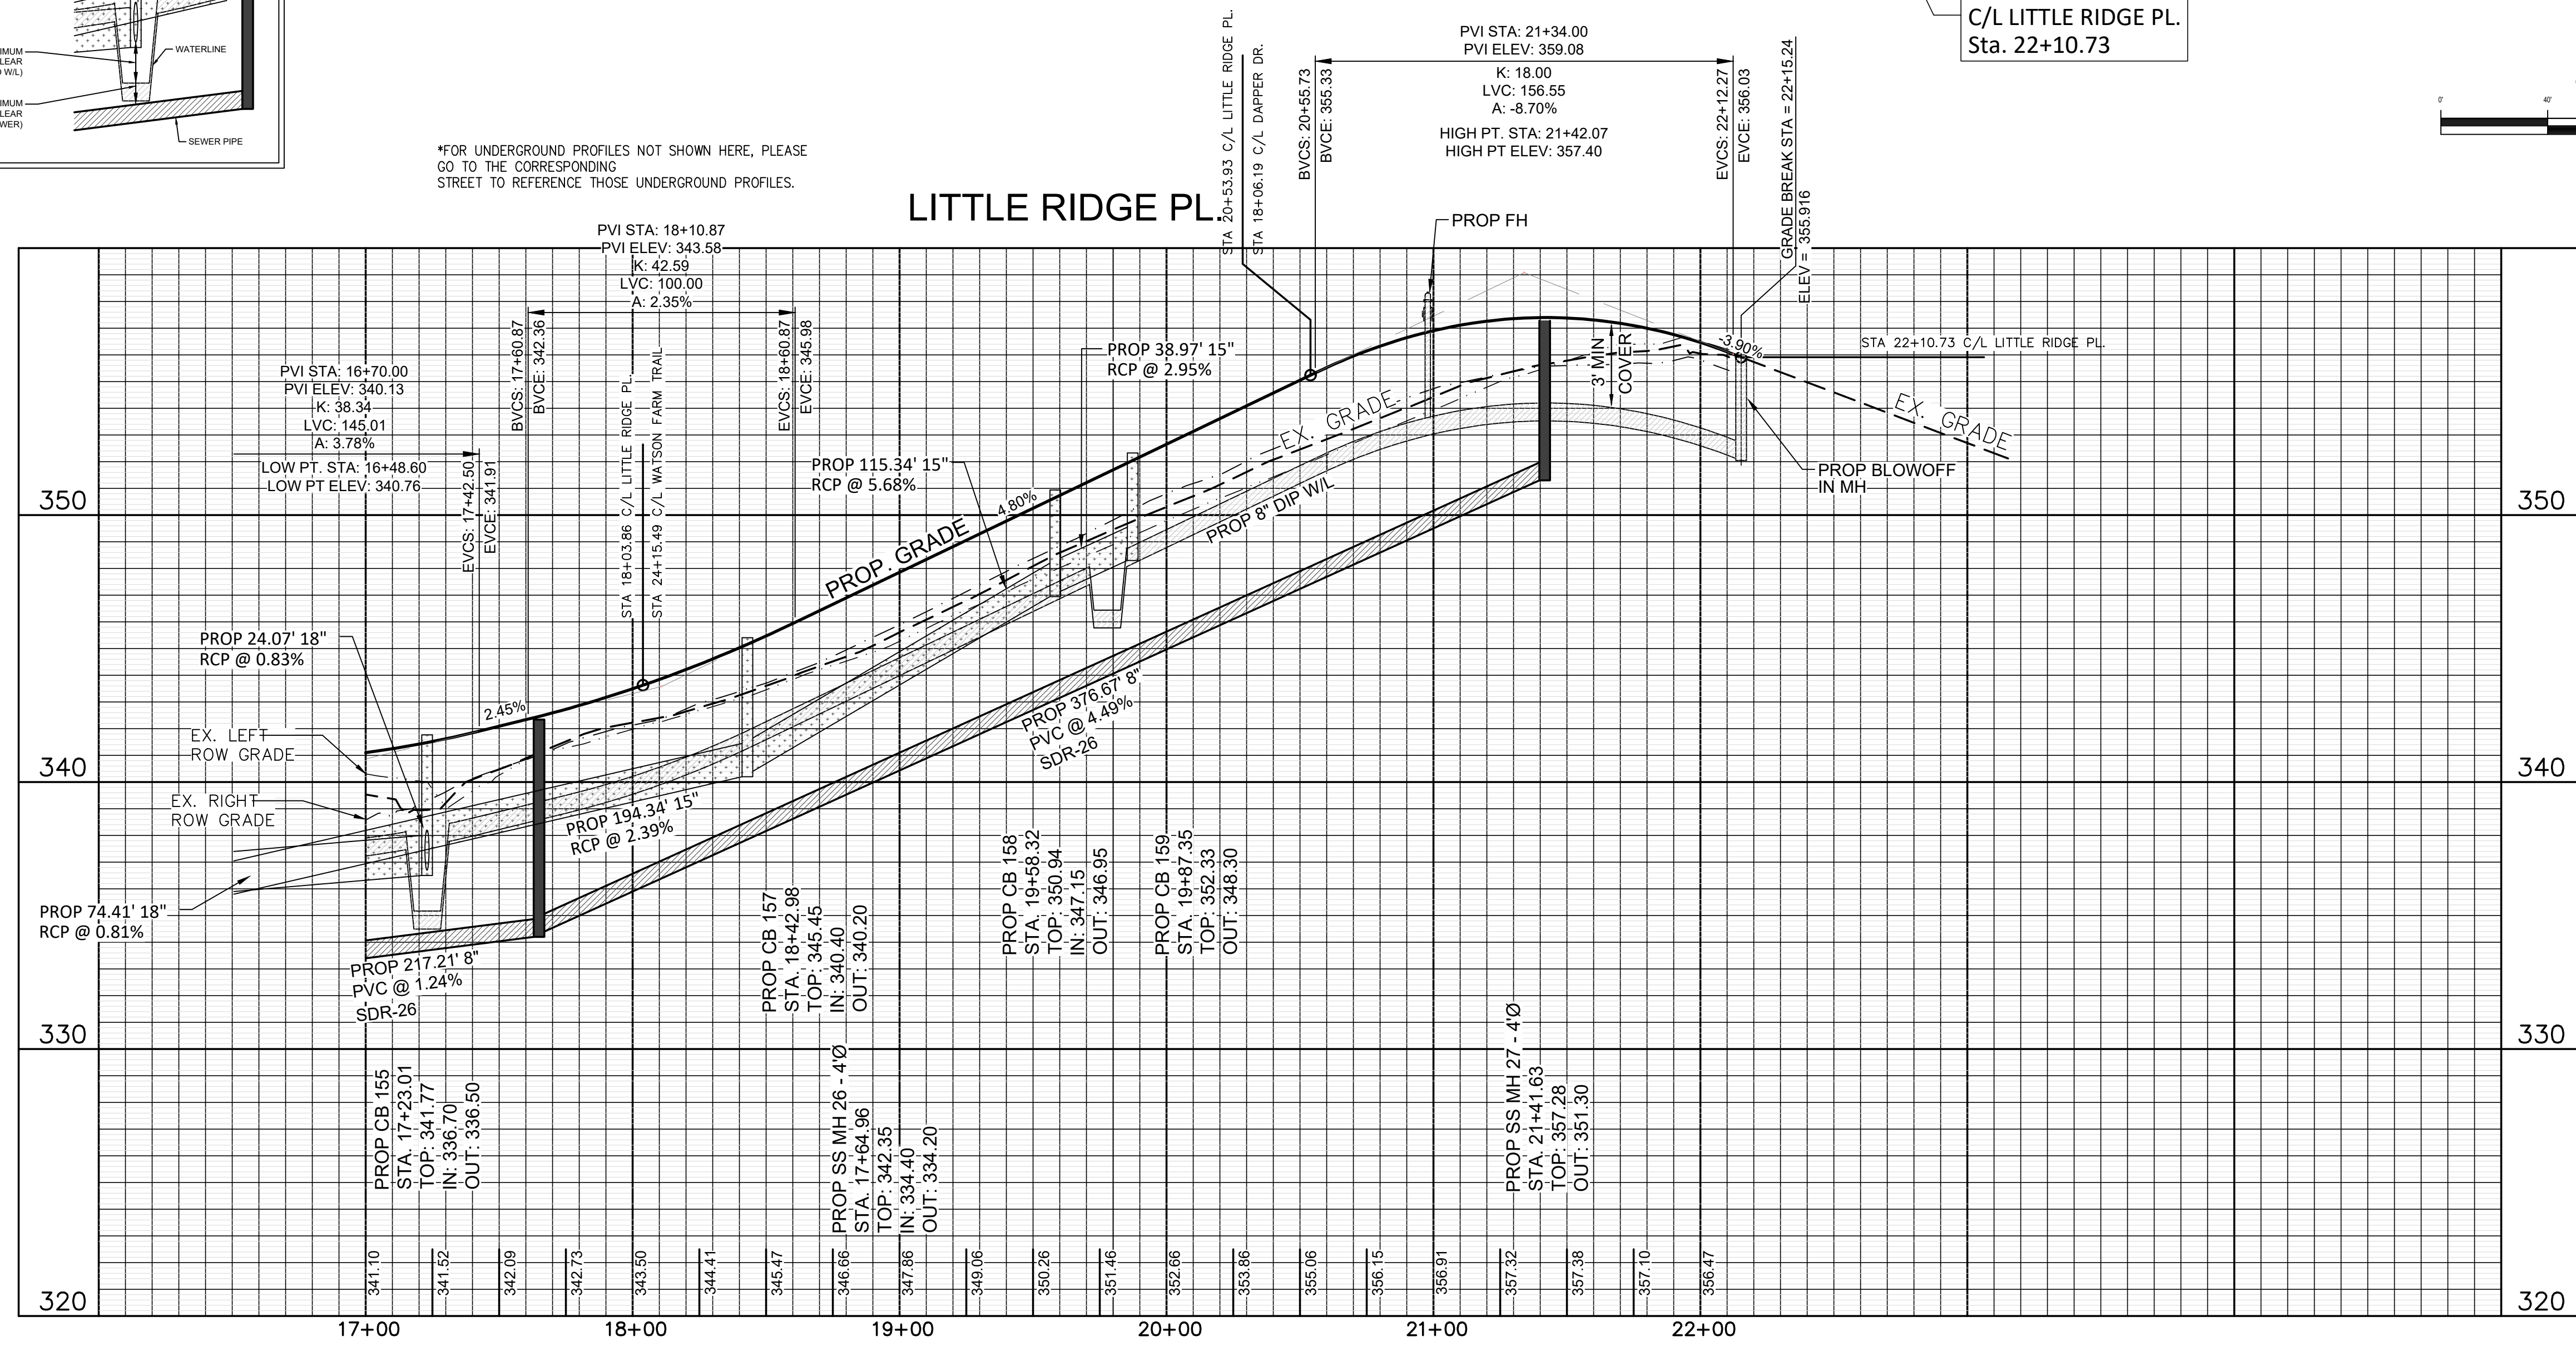 IMUM
LEAR
O W/L)
WATERLINE
IMUM
LEAR
WER)
SEWER PIPE
C/L LITTLE RIDGE PL.
Sta. 22+10.73
0'
40'
*FOR UNDERGROUND PROFILES NOT SHOWN HERE, PLEASE
GO TO THE CORRESPONDING
STREET TO REFERENCE THOSE UNDERGROUND PROFILES.
LITTLE RIDGE PL.
STA 20+53.93 C/L LITTLE RIDGE PL.
STA 18+06.19 C/L DAPPER DR.
PVI STA: 21+34.00
PVI ELEV: 359.08
K: 18.00
LVC: 156.55
A: -8.70%
HIGH PT. STA: 21+42.07
HIGH PT ELEV: 357.40
BVCS: 20+55.73
BVCE: 355.33
EVCS: 22+12.27
EVCE: 356.03
GRADE BREAK STA = 22+15.24
ELEV = 355.916
PROP FH
PVI STA: 18+10.87
PVI ELEV: 343.58
K: 42.59
LVC: 100.00
A: 2.35%
BVCS: 17+60.87
BVCE: 342.36
EVCS: 18+60.87
EVCE: 345.98
STA 18+03.86 C/L LITTLE RIDGE PL.
STA 24+15.49 C/L WATSON FARM TRAIL
PVI STA: 16+70.00
PVI ELEV: 340.13
K: 38.34
LVC: 145.01
A: 3.78%
LOW PT. STA: 16+48.60
LOW PT ELEV: 340.76
EVCS: 17+42.50
EVCE: 341.91
PROP 38.97' 15"
RCP @ 2.95%
PROP 115.34' 15"
RCP @ 5.68%
3' MIN
COVER
-3.90%
STA 22+10.73 C/L LITTLE RIDGE PL.
EX. GRADE
EX. GRADE
PROP BLOWOFF
IN MH
PROP 8" DIP W/L
4.80%
PROP. GRADE
2.45%
PROP 24.07' 18"
RCP @ 0.83%
EX. LEFT
ROW GRADE
EX. RIGHT
ROW GRADE
PROP 74.41' 18"
RCP @ 0.81%
PROP 194.34' 15"
RCP @ 2.39%
PROP 376.67' 8"
PVC @ 4.49%
SDR-26
PROP 217.21' 8"
PVC @ 1.24%
SDR-26
PROP CB 155
STA. 17+23.01
TOP: 341.77
IN: 336.70
OUT: 336.50
PROP CB 157
STA. 18+42.98
TOP: 345.45
IN: 340.40
OUT: 340.20
PROP SS MH 26 - 4'Ø
STA. 17+64.96
TOP: 342.35
IN: 334.40
OUT: 334.20
PROP CB 158
STA. 19+58.32
TOP: 350.94
IN: 347.15
OUT: 346.95
PROP CB 159
STA. 19+87.35
TOP: 352.33
OUT: 348.30
PROP SS MH 27 - 4'Ø
STA. 21+41.63
TOP: 357.28
OUT: 351.30
350
340
330
320
350
340
330
320
341.10
341.52
342.09
342.73
343.50
344.41
345.47
346.66
347.86
349.06
350.26
351.46
352.66
353.86
355.06
356.15
356.91
357.32
357.38
357.10
356.47
17+00
18+00
19+00
20+00
21+00
22+00